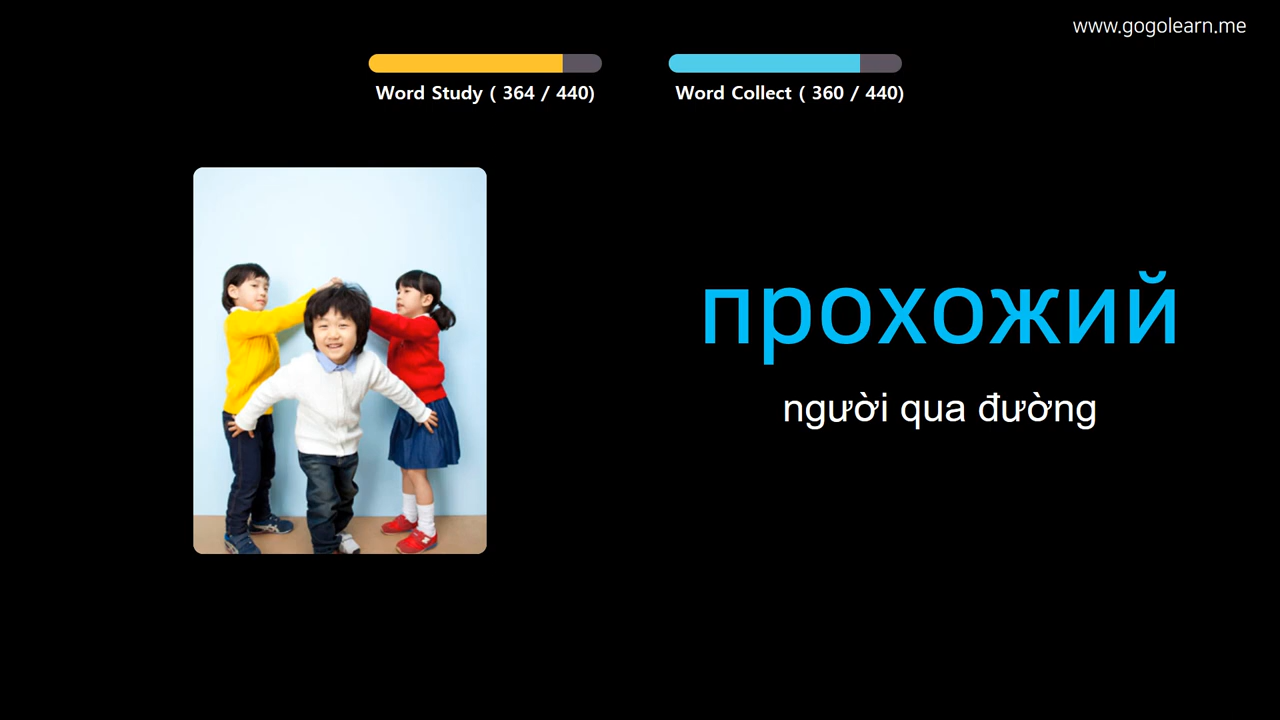 www.gogolearn.me
Word Study ( 364 / 440)
Word Collect ( 360 / 440)
прохожий
người qua đường